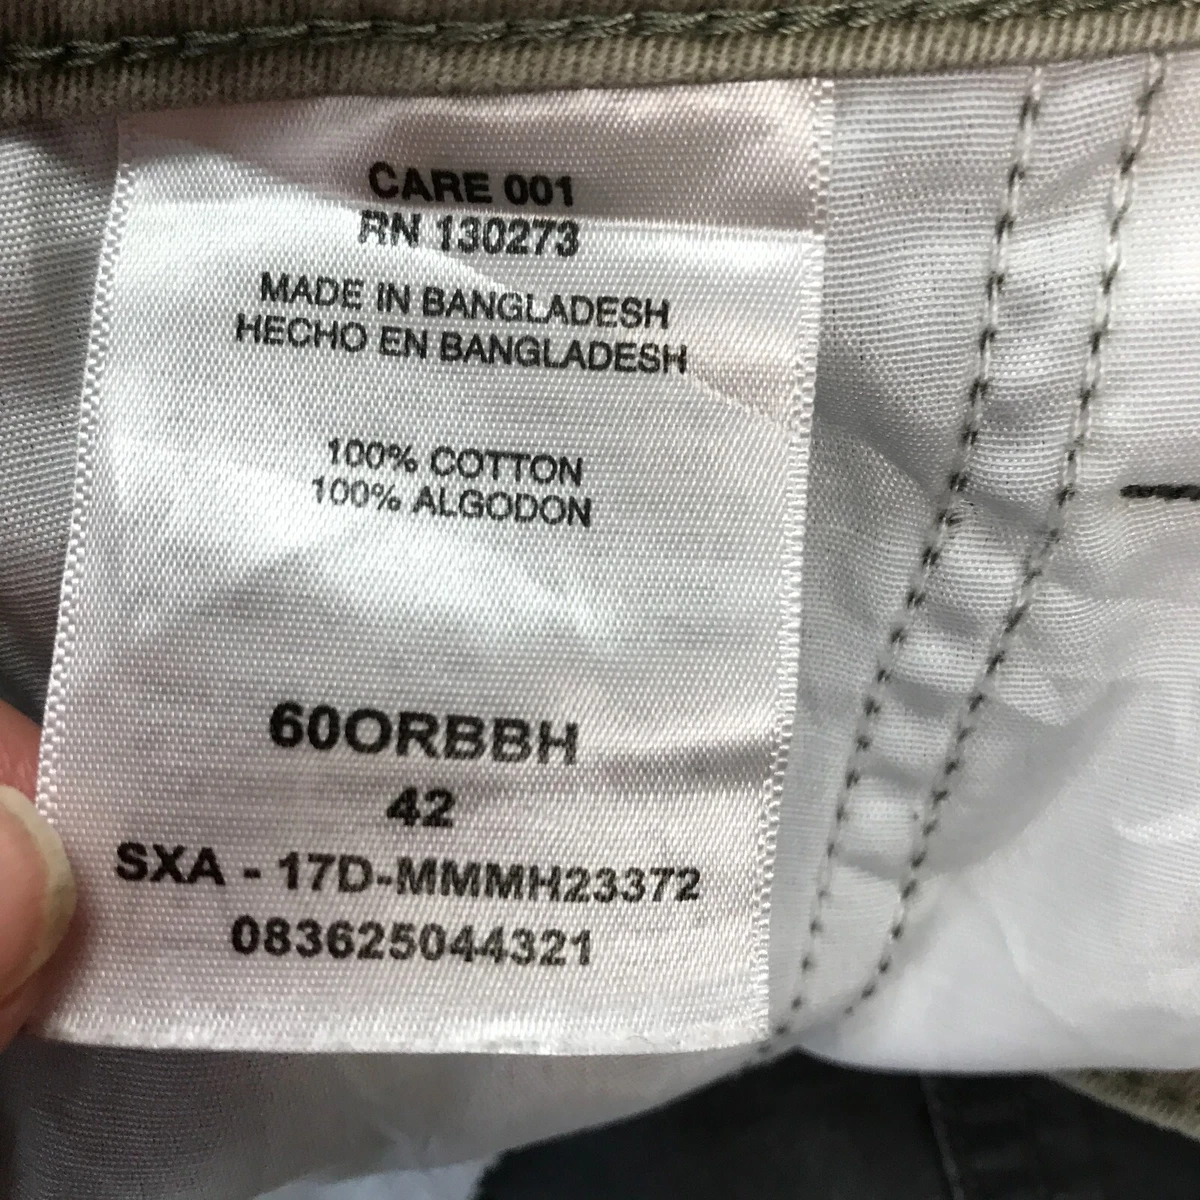 CARE 001
RN 130273
MADE IN BANGLADESH
HECHO EN BANGLADESH
100% COTTON
100% ALGODON
60ORBBH
42
SXA - 17D-MMMH23372
083625044321